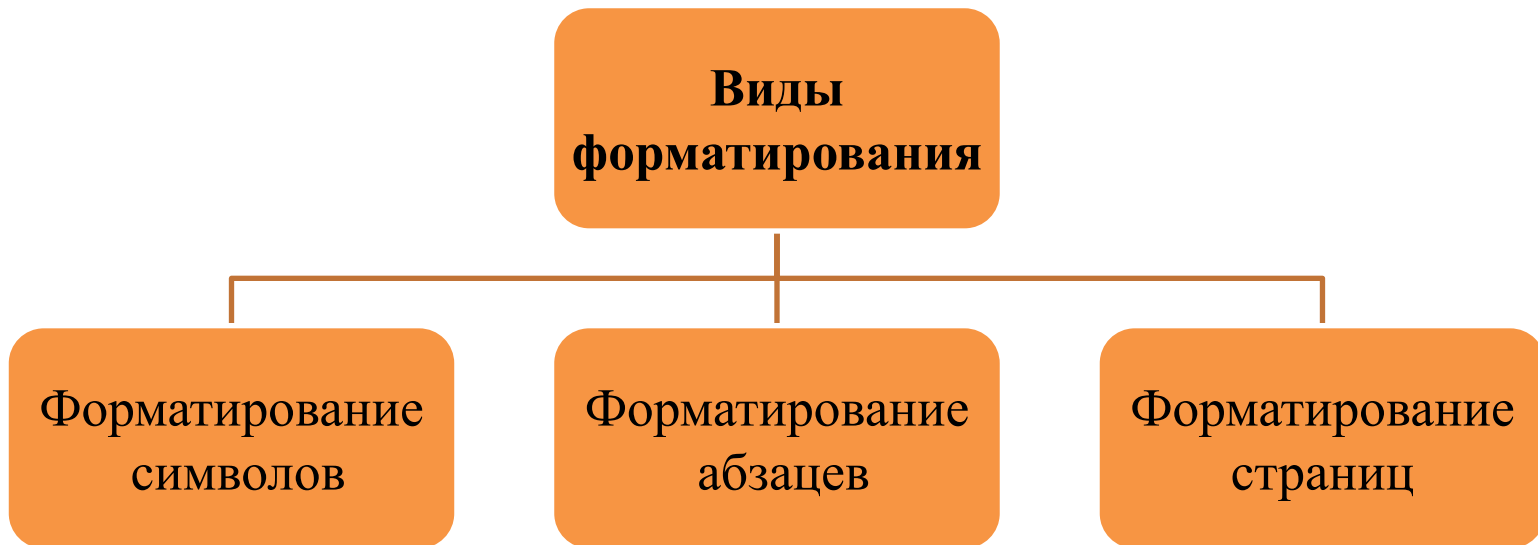 Виды
форматирования
Форматирование
символов
Форматирование
абзацев
Форматирование
страниц